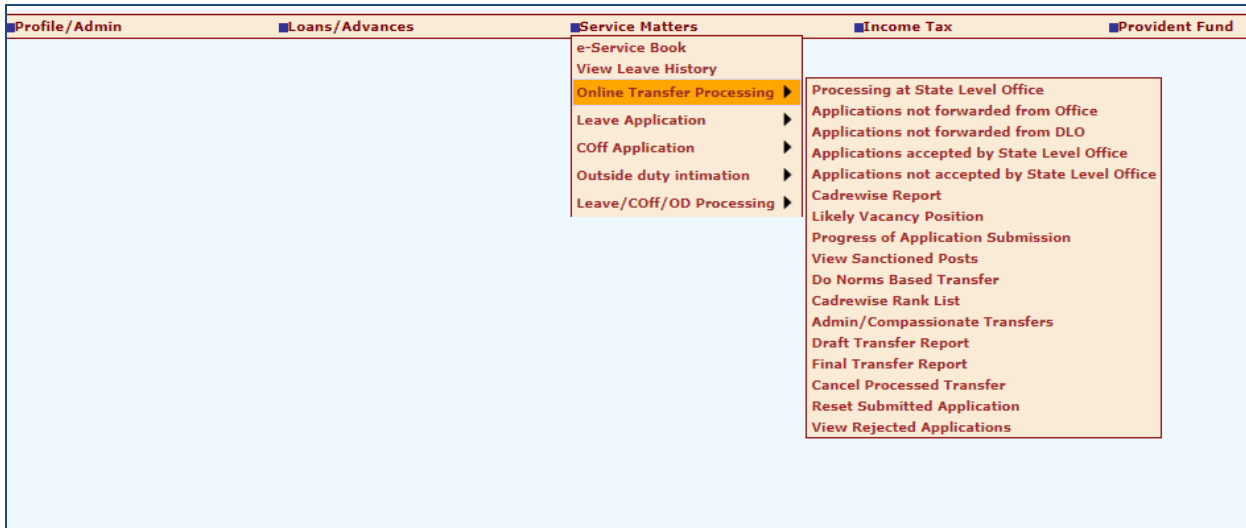 Profile/Admin Loans/Advances Service Matters Income Tax Provident Fund
e-Service Book
View Leave History
Online Transfer Processing
Leave Application
COff Application
Outside duty intimation
Leave/COff/OD Processing
Processing at State Level Office
Applications not forwarded from Office
Applications not forwarded from DLO
Applications accepted by State Level Office
Applications not accepted by State Level Office
Cadrewise Report
Likely Vacancy Position
Progress of Application Submission
View Sanctioned Posts
Do Norms Based Transfer
Cadrewise Rank List
Admin/Compassionate Transfers
Draft Transfer Report
Final Transfer Report
Cancel Processed Transfer
Reset Submitted Application
View Rejected Applications